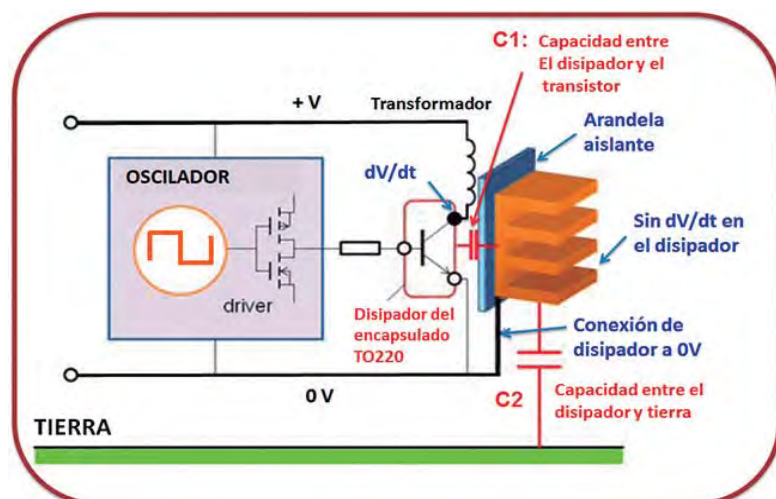 C1: Capacidad entre
El disipador y el
transistor
Transformador
+ V
Arandela
aislante
dV/dt
OSCILADOR
Sin dV/dt en
el disipador
driver
Disipador del
encapsulado
TO220
Conexión de
disipador a 0V
0 V
C2
Capacidad entre el
disipador y tierra
TIERRA